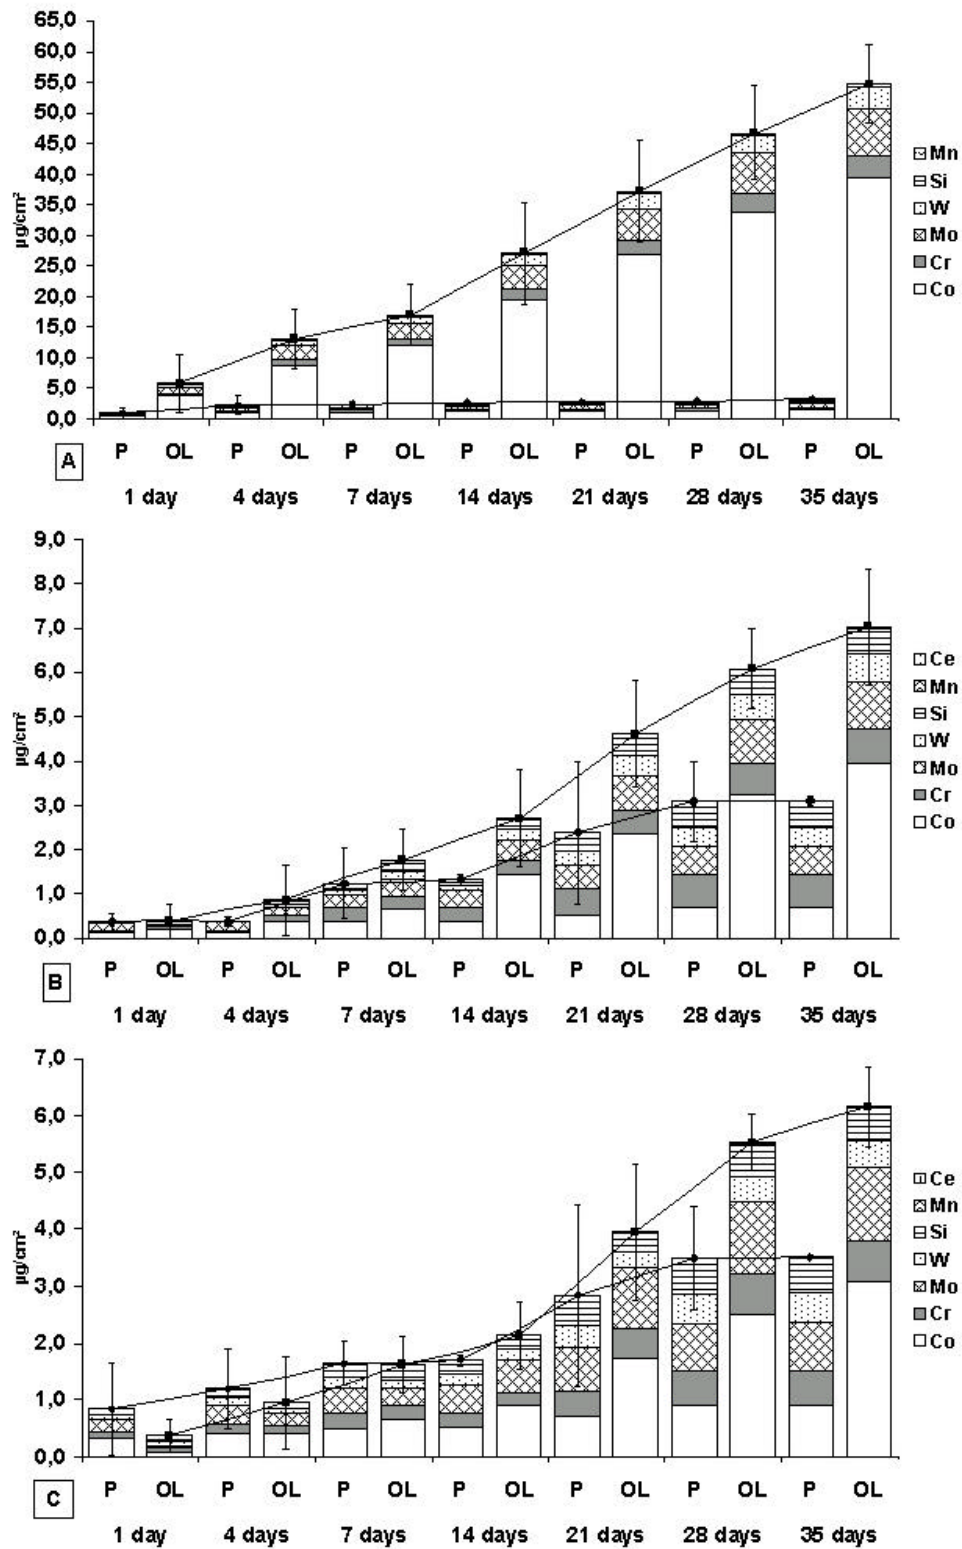 65,0
60,0
55,0
50,0
45,0
40,0
35,0
30,0
25,0
20,0
15,0
10,0
5,0
0,0
µg/cm²
Mn
Si
W
Mo
Cr
Co
P OL P OL P OL P OL P OL P OL P OL
A
1 day 4 days 7 days 14 days 21 days 28 days 35 days
9,0
8,0
7,0
6,0
5,0
4,0
3,0
2,0
1,0
0,0
µg/cm²
Ce
Mn
Si
W
Mo
Cr
Co
P OL P OL P OL P OL P OL P OL P OL
B
1 day 4 days 7 days 14 days 21 days 28 days 35 days
7,0
6,0
5,0
4,0
3,0
2,0
1,0
0,0
µg/cm²
Ce
Mn
Si
W
Mo
Cr
Co
P OL P OL P OL P OL P OL P OL P OL
C
1 day 4 days 7 days 14 days 21 days 28 days 35 days